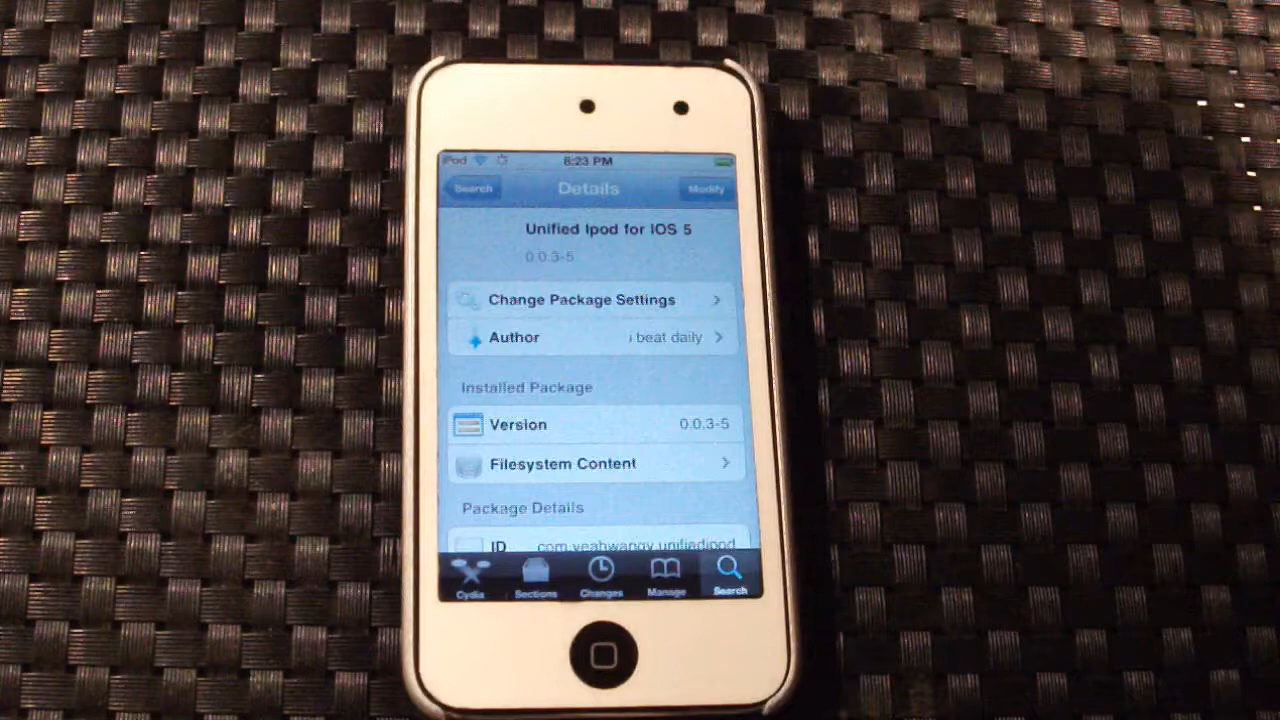 iPod 8:23 PM
Search Details Modify
Unified Ipod for IOS 5
0.0.3-5
Change Package Settings
Author i beat daily
Installed Package
Version 0.0.3-5
Filesystem Content
Package Details
ID com.yeahwangy.unifiedipod
Cydia Sections Changes Manage Search